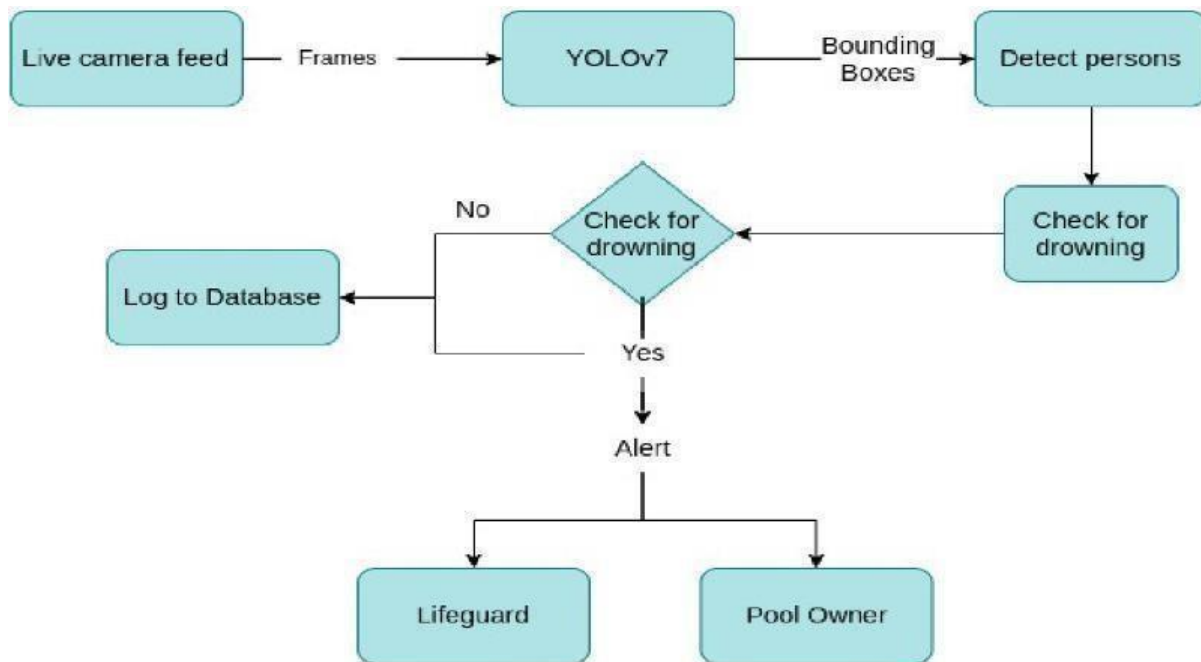 Live camera feed
Frames
YOLOv7
Bounding
Boxes
Detect persons
Check for
drowning
Check for
drowning
No
Log to Database
Yes
Alert
Lifeguard
Pool Owner